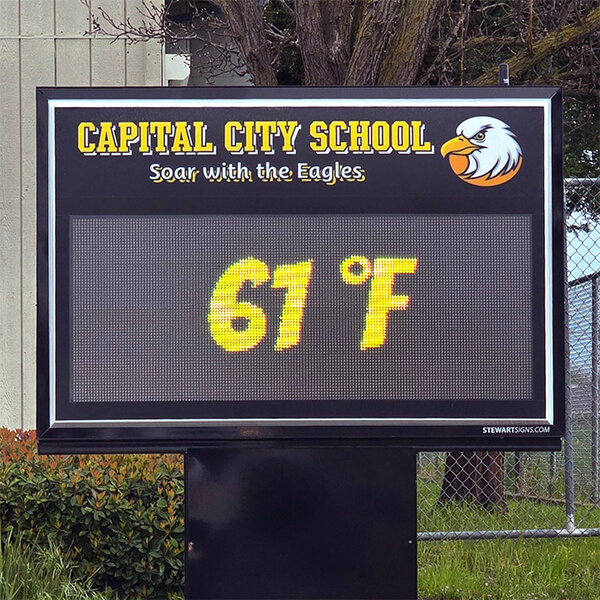 CAPITAL CITY SCHOOL
Soar with the Eagles
61 °F
STEWARTSIGNS.COM